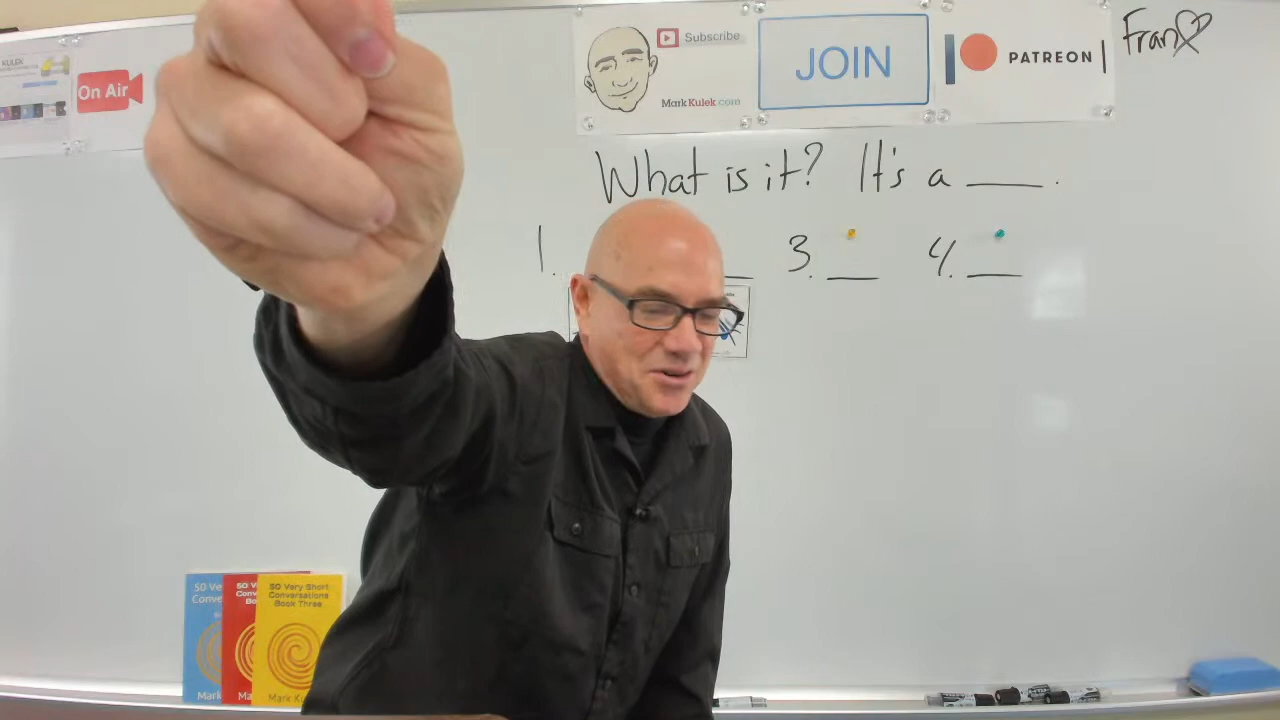 KULEK
On Air
Subscribe
MarkKulek.com
JOIN
PATREON
Fran
What is it? It's a ____.
1. 3. ___ 4. ___
50 Very Short
Conversations
Book Three
Mark